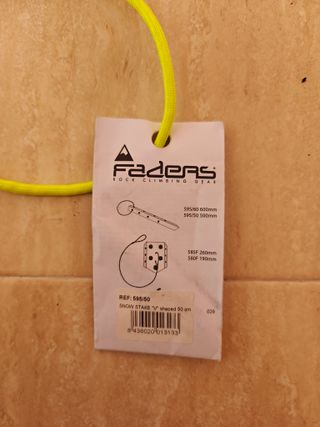 Faders®
ROCK CLIMBING GEAR
595/60 600mm
595/50 500mm
585F 260mm
580F 190mm
REF: 595/50
SNOW STAKE "V" shaped 50 cm
8 436020 013133